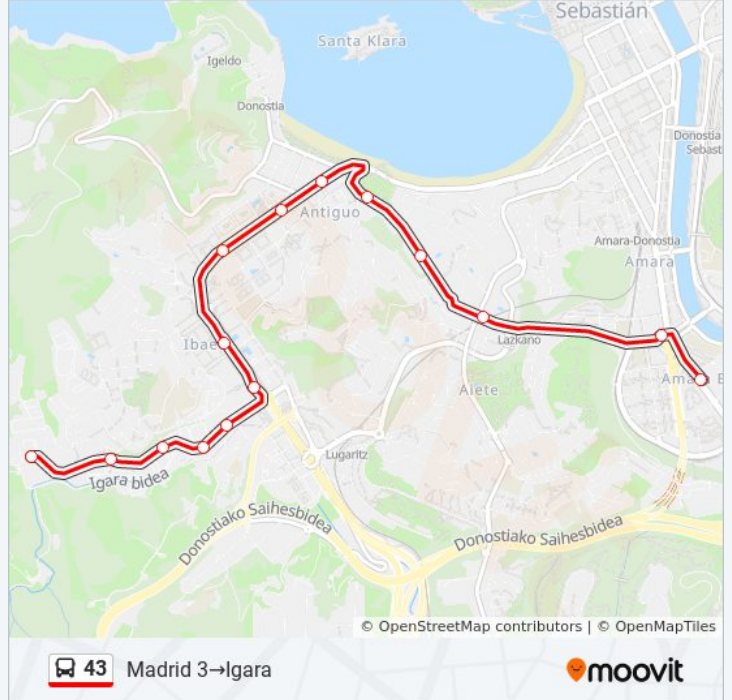 Sebastián
Santa Klara
Igeldo
Donostia
Donostia
Sebast
Antiguo
Amara-Donostia
Amara
Ibae
Lazkano
Ama
Aiete
Lugaritz
Igara bidea
Donostiako Saihesbidea
Donostiako Saihesbidea
© OpenStreetMap contributors | © OpenMapTiles
43 Madrid 3→Igara
moovit